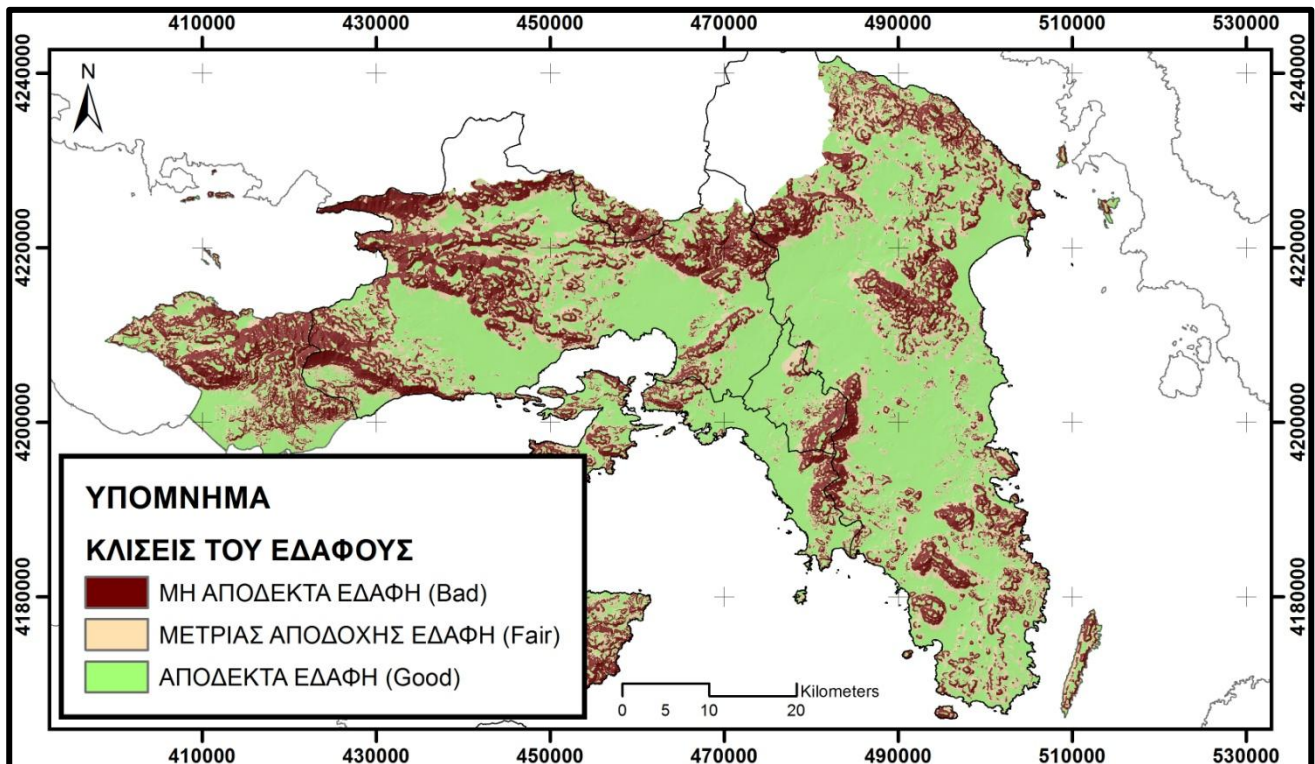 410000 430000 450000 470000 490000 510000 530000
4240000 4240000
N
4220000 4220000
4200000 4200000
ΥΠΟΜΝΗΜΑ
ΚΛΙΣΕΙΣ ΤΟΥ ΕΔΑΦΟΥΣ
ΜΗ ΑΠΟΔΕΚΤΑ ΕΔΑΦΗ (Bad)
4180000 4180000
ΜΕΤΡΙΑΣ ΑΠΟΔΟΧΗΣ ΕΔΑΦΗ (Fair)
ΑΠΟΔΕΚΤΑ ΕΔΑΦΗ (Good)
Kilometers
0 5 10 20
410000 430000 450000 470000 490000 510000 530000